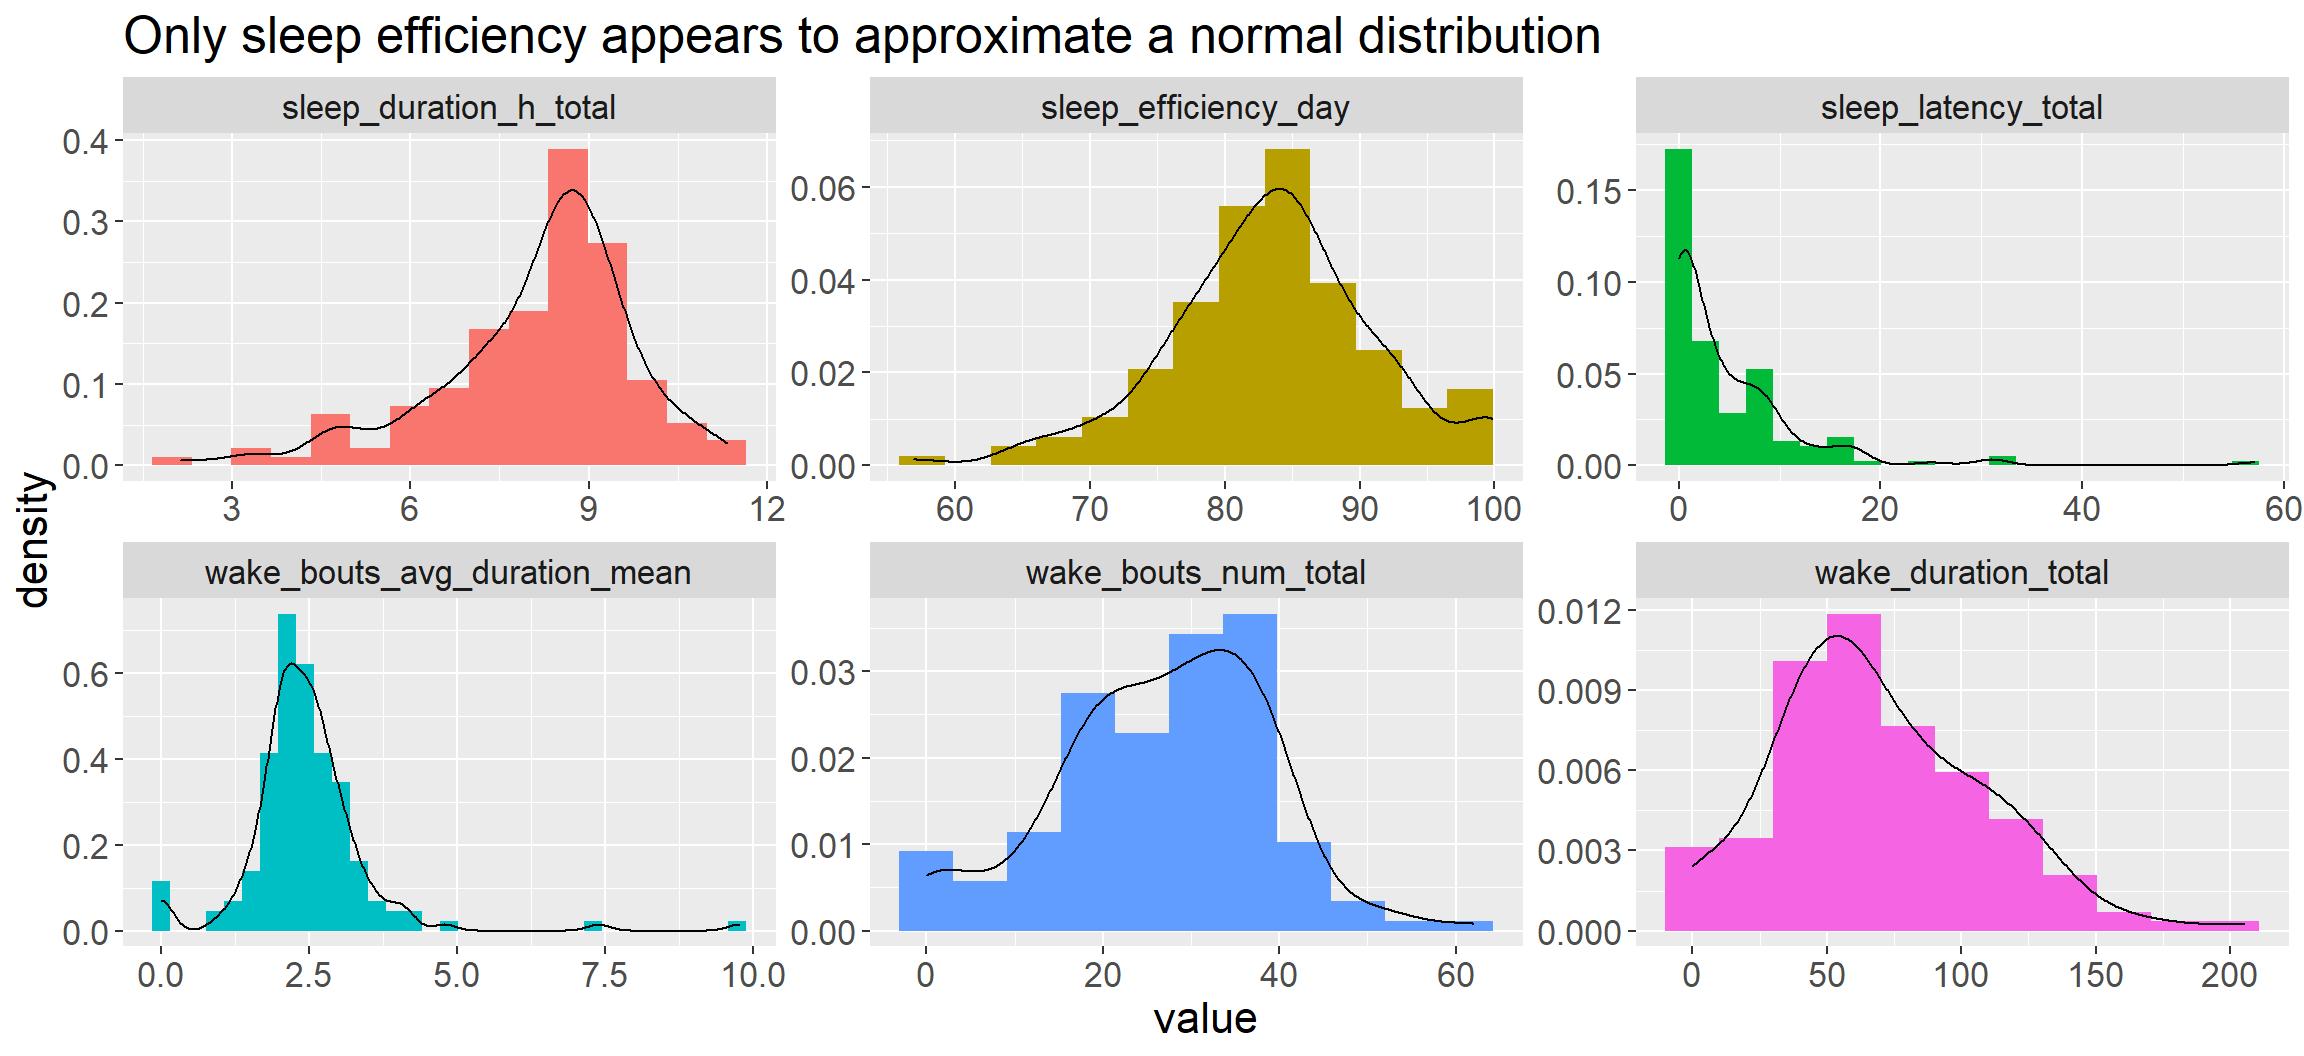 Only sleep efficiency appears to approximate a normal distribution
sleep_duration_h_total
sleep_efficiency_day
sleep_latency_total
0.4
0.3
0.2
0.1
0.0
3 6 9 12
0.06
0.04
0.02
0.00
60 70 80 90 100
0.15
0.10
0.05
0.00
0 20 40 60
density
wake_bouts_avg_duration_mean
wake_bouts_num_total
wake_duration_total
0.6
0.4
0.2
0.0
0.0 2.5 5.0 7.5 10.0
0.03
0.02
0.01
0.00
0 20 40 60
0.012
0.009
0.006
0.003
0.000
0 50 100 150 200
value